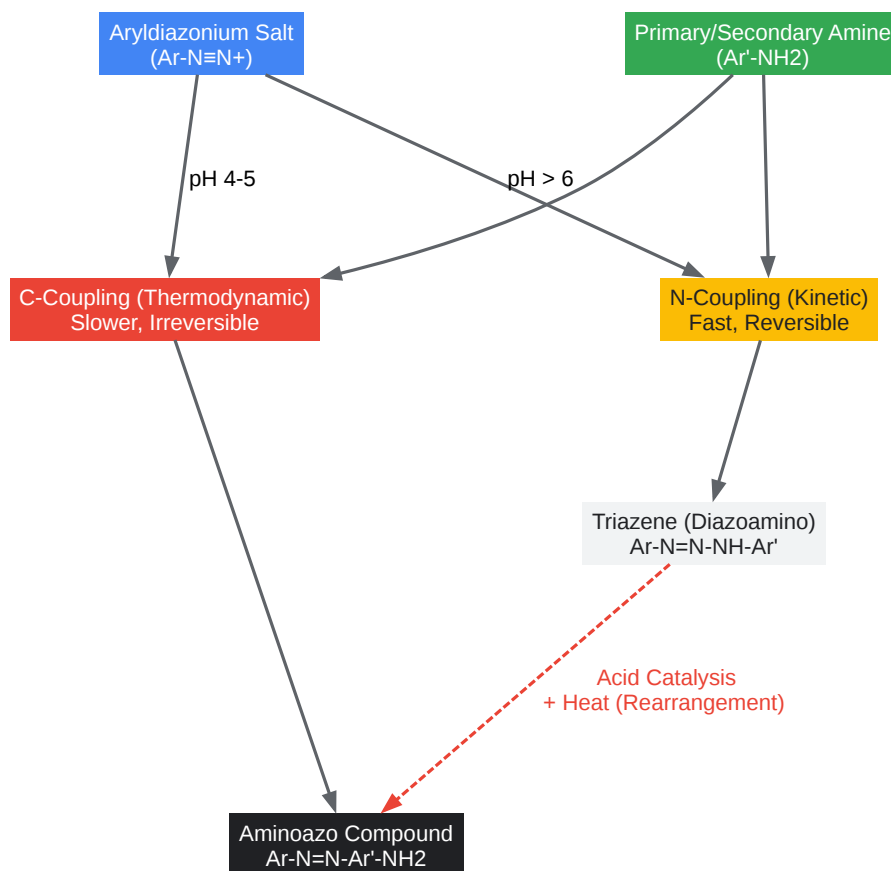 Aryldiazonium Salt
(Ar-N≡N+)
Primary/Secondary Amine
(Ar'-NH2)
pH 4-5
pH > 6
C-Coupling (Thermodynamic)
Slower, Irreversible
N-Coupling (Kinetic)
Fast, Reversible
Triazene (Diazoamino)
Ar-N=N-NH-Ar'
Acid Catalysis
+ Heat (Rearrangement)
Aminoazo Compound
Ar-N=N-Ar'-NH2